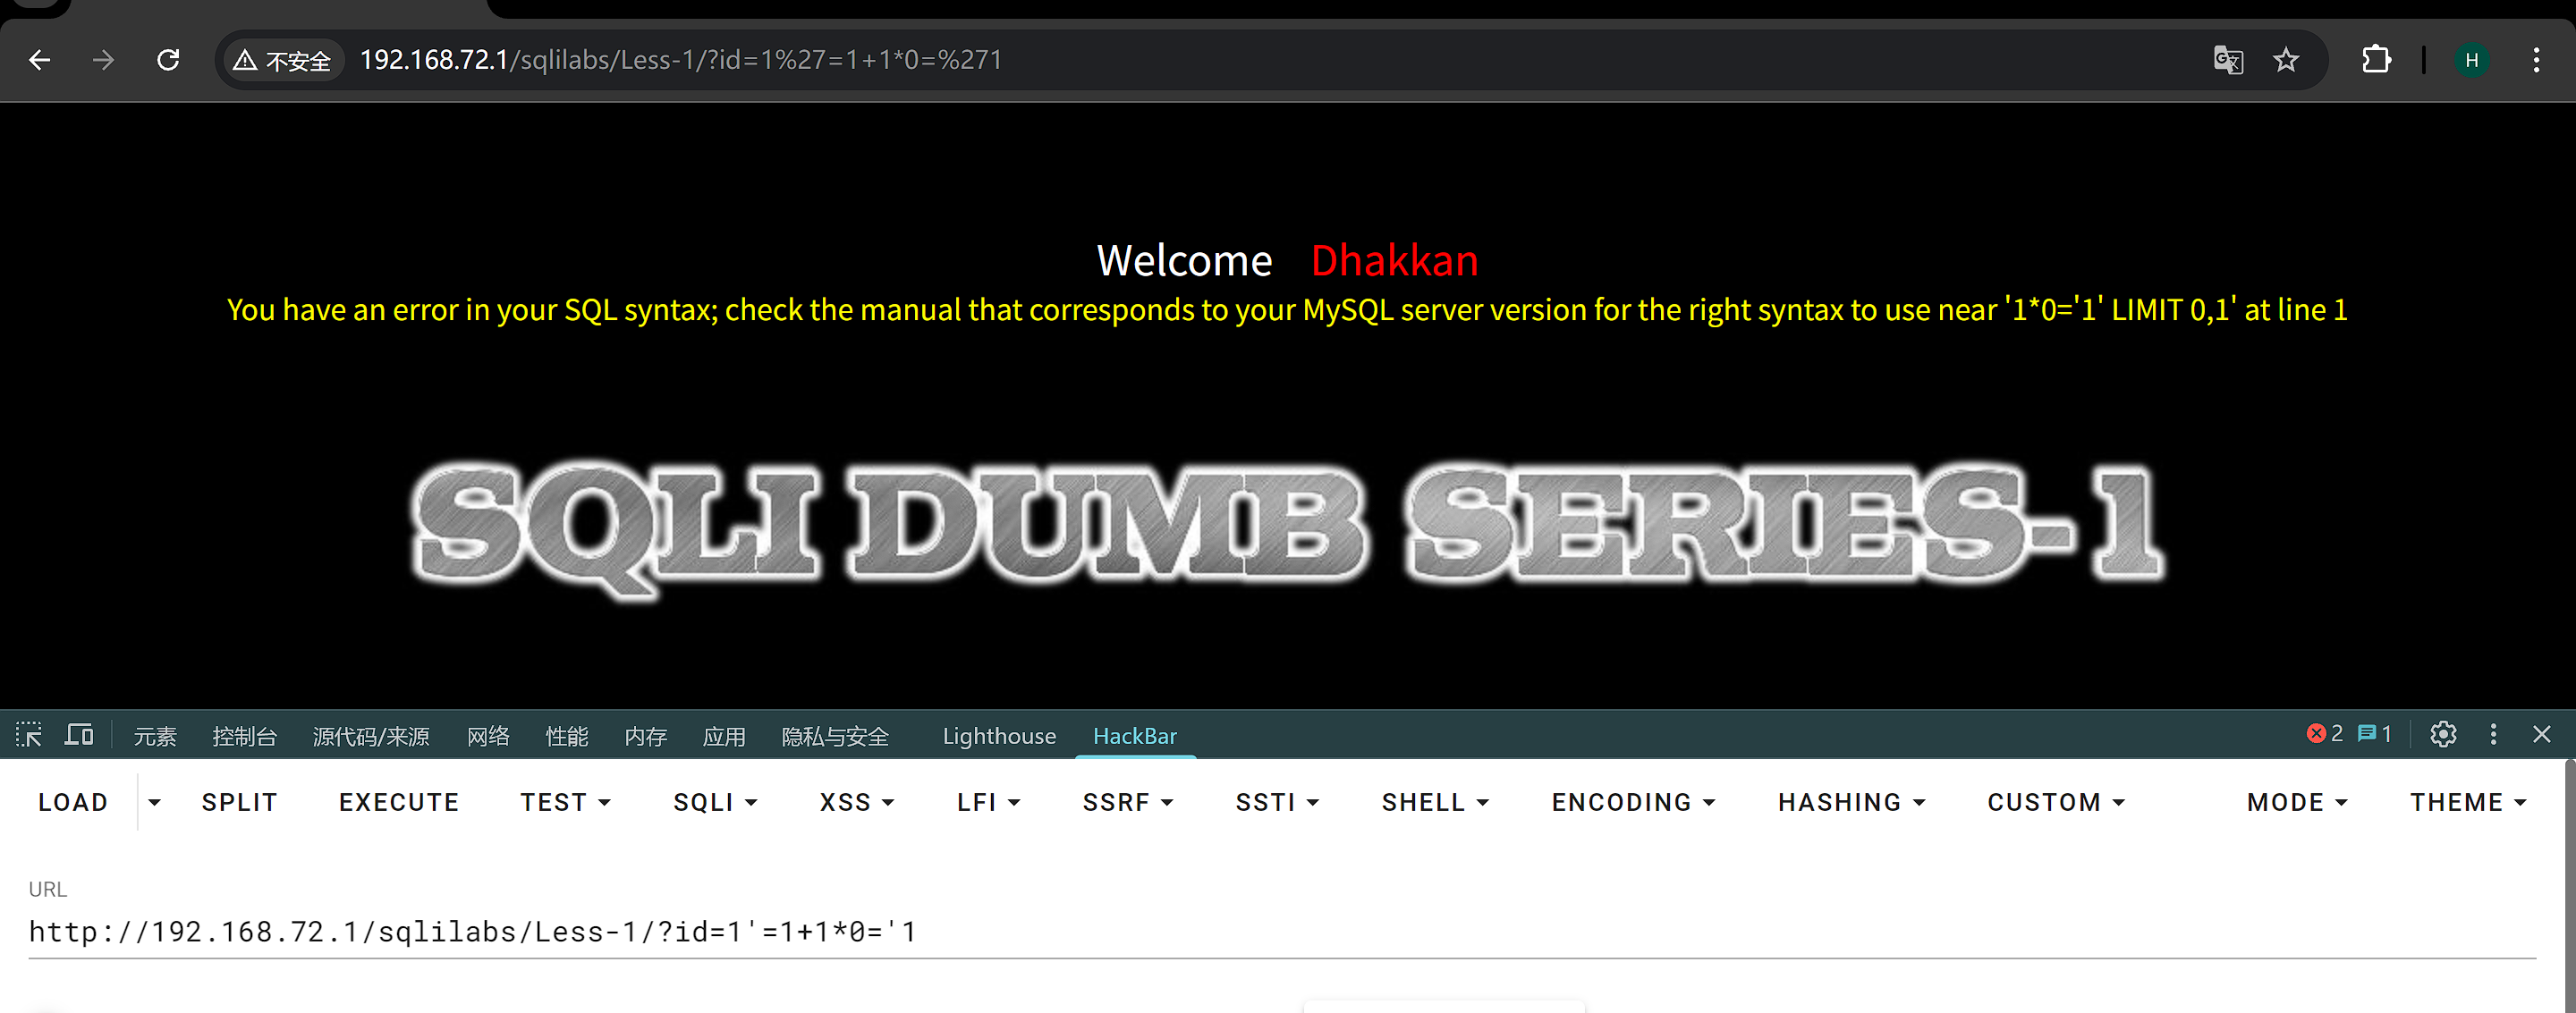 不安全 192.168.72.1/sqlilabs/Less-1/?id=1%27=1+1*0=%271
H
Welcome Dhakkan
You have an error in your SQL syntax; check the manual that corresponds to your MySQL server version for the right syntax to use near '1*0='1' LIMIT 0,1' at line 1
SQLI DUMB SERIES-1
元素 控制台 源代码/来源 网络 性能 内存 应用 隐私与安全 Lighthouse HackBar 2 1
LOAD SPLIT EXECUTE TEST SQLI XSS LFI SSRF SSTI SHELL ENCODING HASHING CUSTOM MODE THEME
URL
http://192.168.72.1/sqlilabs/Less-1/?id=1'=1+1*0='1